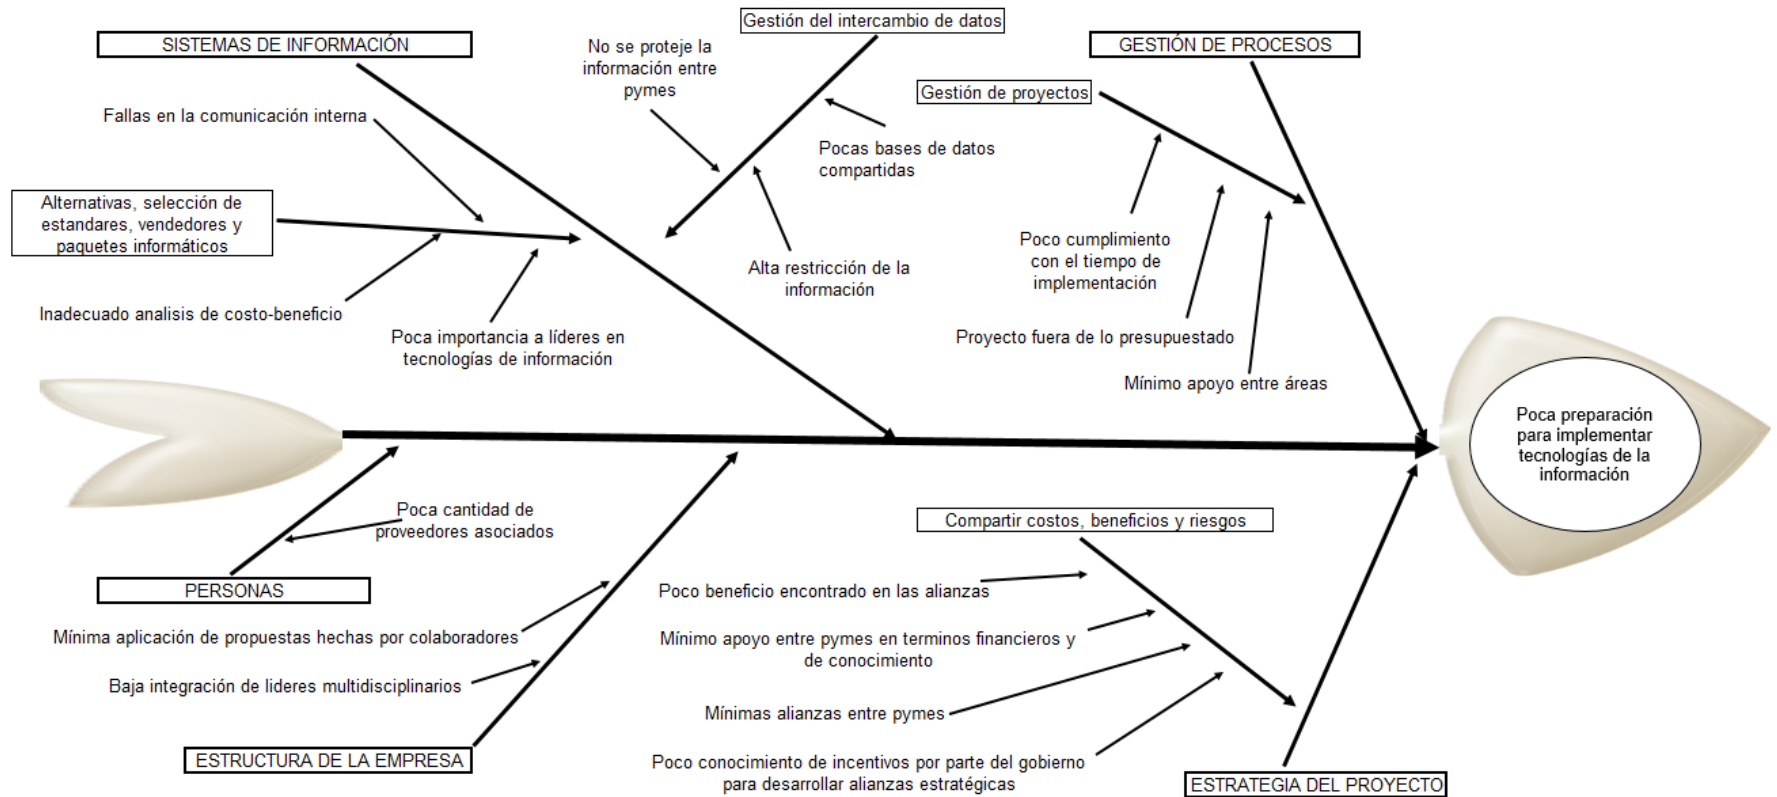 SISTEMAS DE INFORMACIÓN
Fallas en la comunicación interna
Alternativas, selección de
estandares, vendedores y
paquetes informáticos
Inadecuado analisis de costo-beneficio
Poca importancia a líderes en
tecnologías de información
Gestión del intercambio de datos
No se proteje la
información entre
pymes
Pocas bases de datos
compartidas
Alta restricción de la
información
GESTIÓN DE PROCESOS
Gestión de proyectos
Poco cumplimiento
con el tiempo de
implementación
Proyecto fuera de lo presupuestado
Mínimo apoyo entre áreas
Poca preparación
para implementar
tecnologías de la
información
Poca cantidad de
proveedores asociados
PERSONAS
Mínima aplicación de propuestas hechas por colaboradores
Baja integración de lideres multidisciplinarios
ESTRUCTURA DE LA EMPRESA
Compartir costos, beneficios y riesgos
Poco beneficio encontrado en las alianzas
Mínimo apoyo entre pymes en terminos financieros y
de conocimiento
Mínimas alianzas entre pymes
Poco conocimiento de incentivos por parte del gobierno
para desarrollar alianzas estratégicas
ESTRATEGIA DEL PROYECTO